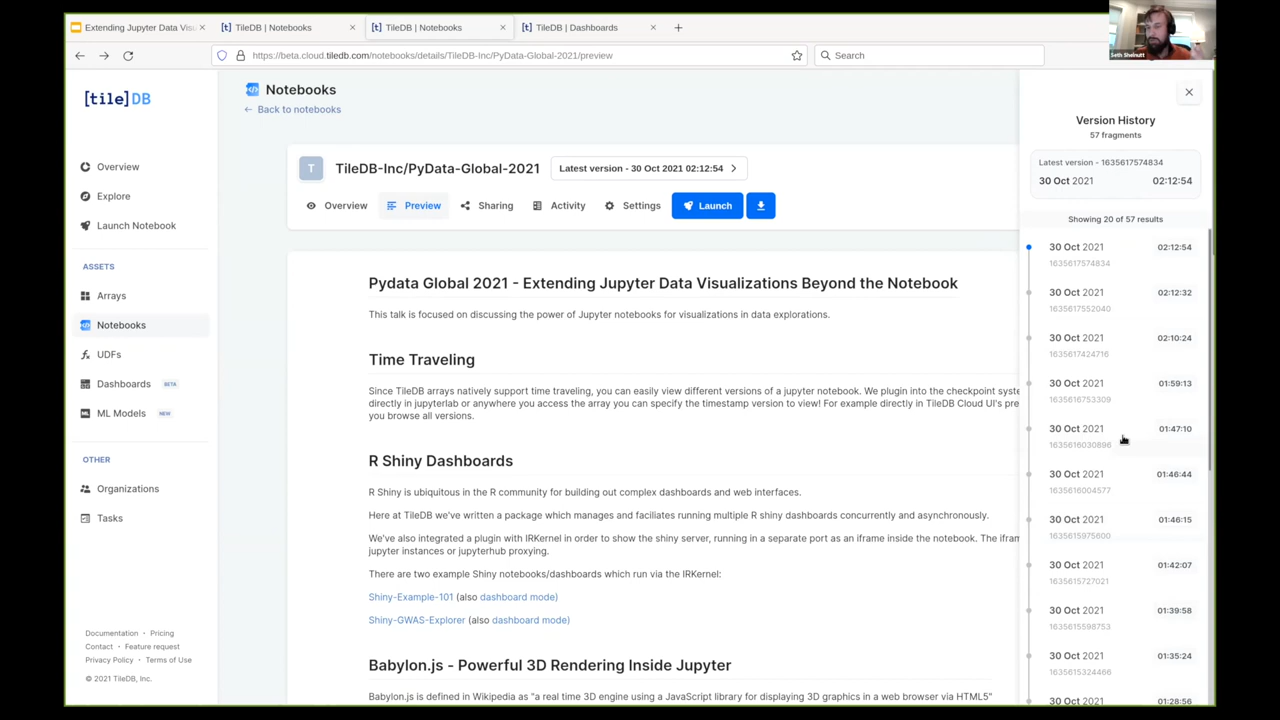 Extending Jupyter Data Vis
TileDB | Notebooks
TileDB | Notebooks
TileDB | Dashboards
https://beta.cloud.tiledb.com/notebooks/details/TileDB-Inc/PyData-Global-2021/preview
Search
Seth Shelnutt
[tile]DB
Overview
Explore
Launch Notebook
ASSETS
Arrays
Notebooks
UDFs
Dashboards BETA
ML Models NEW
OTHER
Organizations
Tasks
Documentation · Pricing
Contact · Feature request
Privacy Policy · Terms of Use
© 2021 TileDB, Inc.
Notebooks
← Back to notebooks
T
TileDB-Inc/PyData-Global-2021
Latest version - 30 Oct 2021 02:12:54
Overview
Preview
Sharing
Activity
Settings
Launch
Pydata Global 2021 - Extending Jupyter Data Visualizations Beyond the Notebook
This talk is focused on discussing the power of Jupyter notebooks for visualizations in data explorations.
Time Traveling
Since TileDB arrays natively support time traveling, you can easily view different versions of a jupyter notebook. We plugin into the checkpoint syste
directly in jupyterlab or anywhere you access the array you can specify the timestamp version to view! For example directly in TileDB Cloud UI's pre
you browse all versions.
R Shiny Dashboards
R Shiny is ubiquitous in the R community for building out complex dashboards and web interfaces.
Here at TileDB we've written a package which manages and faciliates running multiple R shiny dashboards concurrently and asynchronously.
We've also integrated a plugin with IRKernel in order to show the shiny server, running in a separate port as an iframe inside the notebook. The ifran
jupyter instances or jupyterhub proxying.
There are two example Shiny notebooks/dashboards which run via the IRKernel:
Shiny-Example-101 (also dashboard mode)
Shiny-GWAS-Explorer (also dashboard mode)
Babylon.js - Powerful 3D Rendering Inside Jupyter
Babylon.js is defined in Wikipedia as "a real time 3D engine using a JavaScript library for displaying 3D graphics in a web browser via HTML5"
Version History
57 fragments
Latest version - 1635617574834
30 Oct 2021 02:12:54
Showing 20 of 57 results
30 Oct 2021 02:12:54
1635617574834
30 Oct 2021 02:12:32
1635617552040
30 Oct 2021 02:10:24
1635617424716
30 Oct 2021 01:59:13
1635616753309
30 Oct 2021 01:47:10
1635616030896
30 Oct 2021 01:46:44
1635616004577
30 Oct 2021 01:46:15
1635615975600
30 Oct 2021 01:42:07
1635615727021
30 Oct 2021 01:39:58
1635615598753
30 Oct 2021 01:35:24
1635615324466
30 Oct 2021 01:28:56